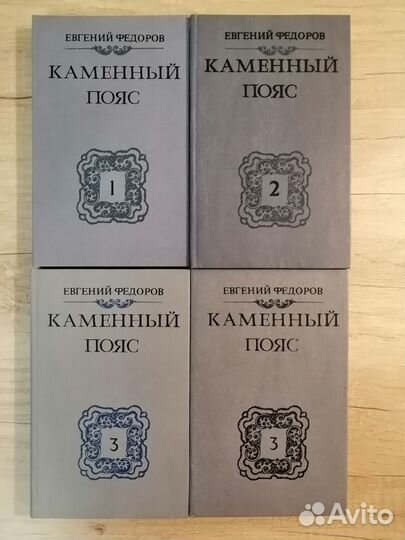 ЕВГЕНИЙ ФЕДОРОВ
КАМЕННЫЙ
ПОЯС
1
ЕВГЕНИЙ ФЕДОРОВ
КАМЕННЫЙ
ПОЯС
2
ЕВГЕНИЙ ФЕДОРОВ
КАМЕННЫЙ
ПОЯС
3
ЕВГЕНИЙ ФЕДОРОВ
КАМЕННЫЙ
ПОЯС
3
Avito